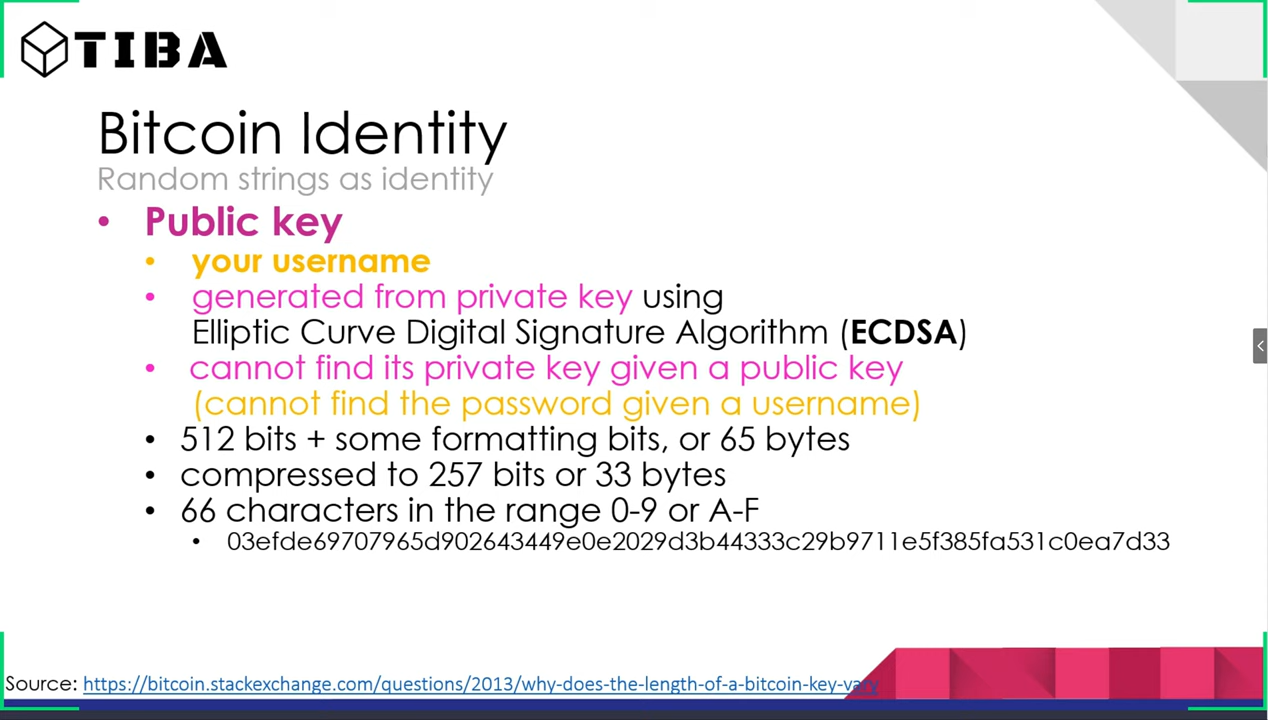 TIBA
Bitcoin Identity
Random strings as identity
• Public key
• your username
• generated from private key using
Elliptic Curve Digital Signature Algorithm (ECDSA)
• cannot find its private key given a public key
(cannot find the password given a username)
• 512 bits + some formatting bits, or 65 bytes
• compressed to 257 bits or 33 bytes
• 66 characters in the range 0-9 or A-F
• 03efde69707965d902643449e0e2029d3b44333c29b9711e5f385fa531c0ea7d33
Source: https://bitcoin.stackexchange.com/questions/2013/why-does-the-length-of-a-bitcoin-key-vary